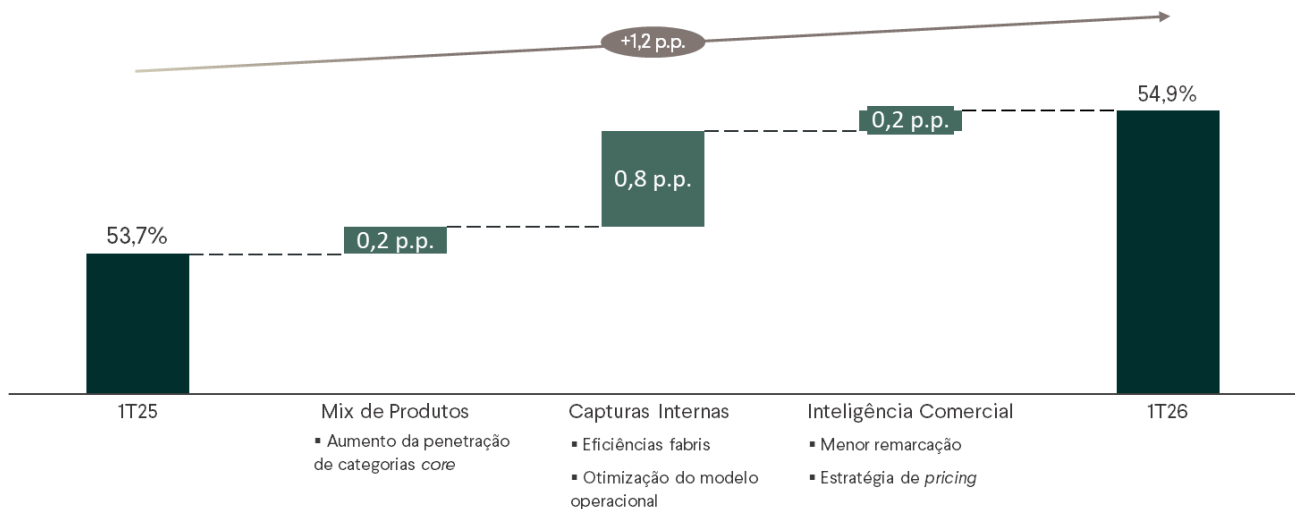 +1,2 p.p.
54,9%
0,2 p.p.
0,8 p.p.
53,7%
0,2 p.p.
1T25
Mix de Produtos
▪ Aumento da penetração
de categorias core
Capturas Internas
▪ Eficiências fabris
▪ Otimização do modelo
operacional
Inteligência Comercial
▪ Menor remarcação
▪ Estratégia de pricing
1T26